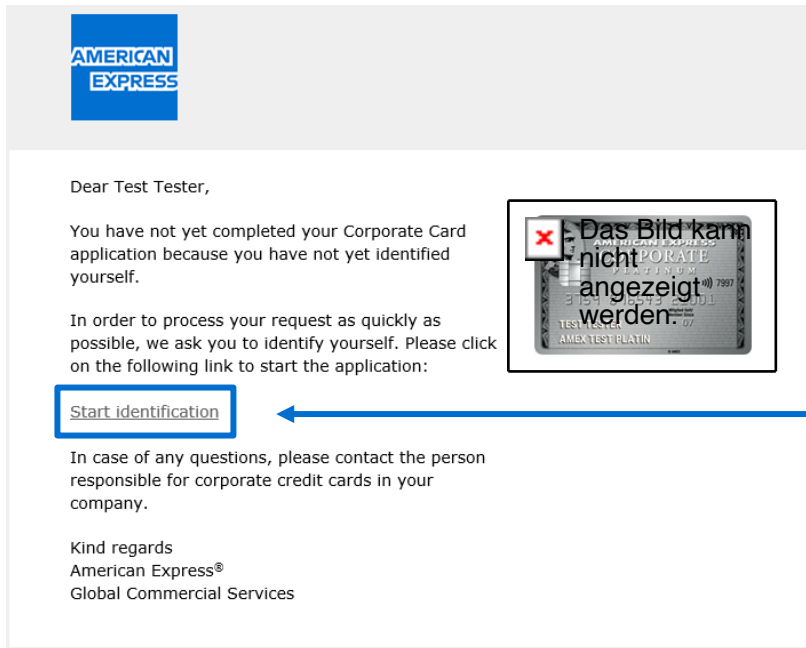 AMERICAN
EXPRESS
Dear Test Tester,
You have not yet completed your Corporate Card
application because you have not yet identified
yourself.
In order to process your request as quickly as
possible, we ask you to identify yourself. Please click
on the following link to start the application:
Start identification
In case of any questions, please contact the person
responsible for corporate credit cards in your
company.
Kind regards
American Express®
Global Commercial Services
Das Bild kann
nicht
angezeigt
werden.
AMERICAN EXPRESS
PLATINUM
7997
TEST TESTER
07
AMEX TEST PLATIN